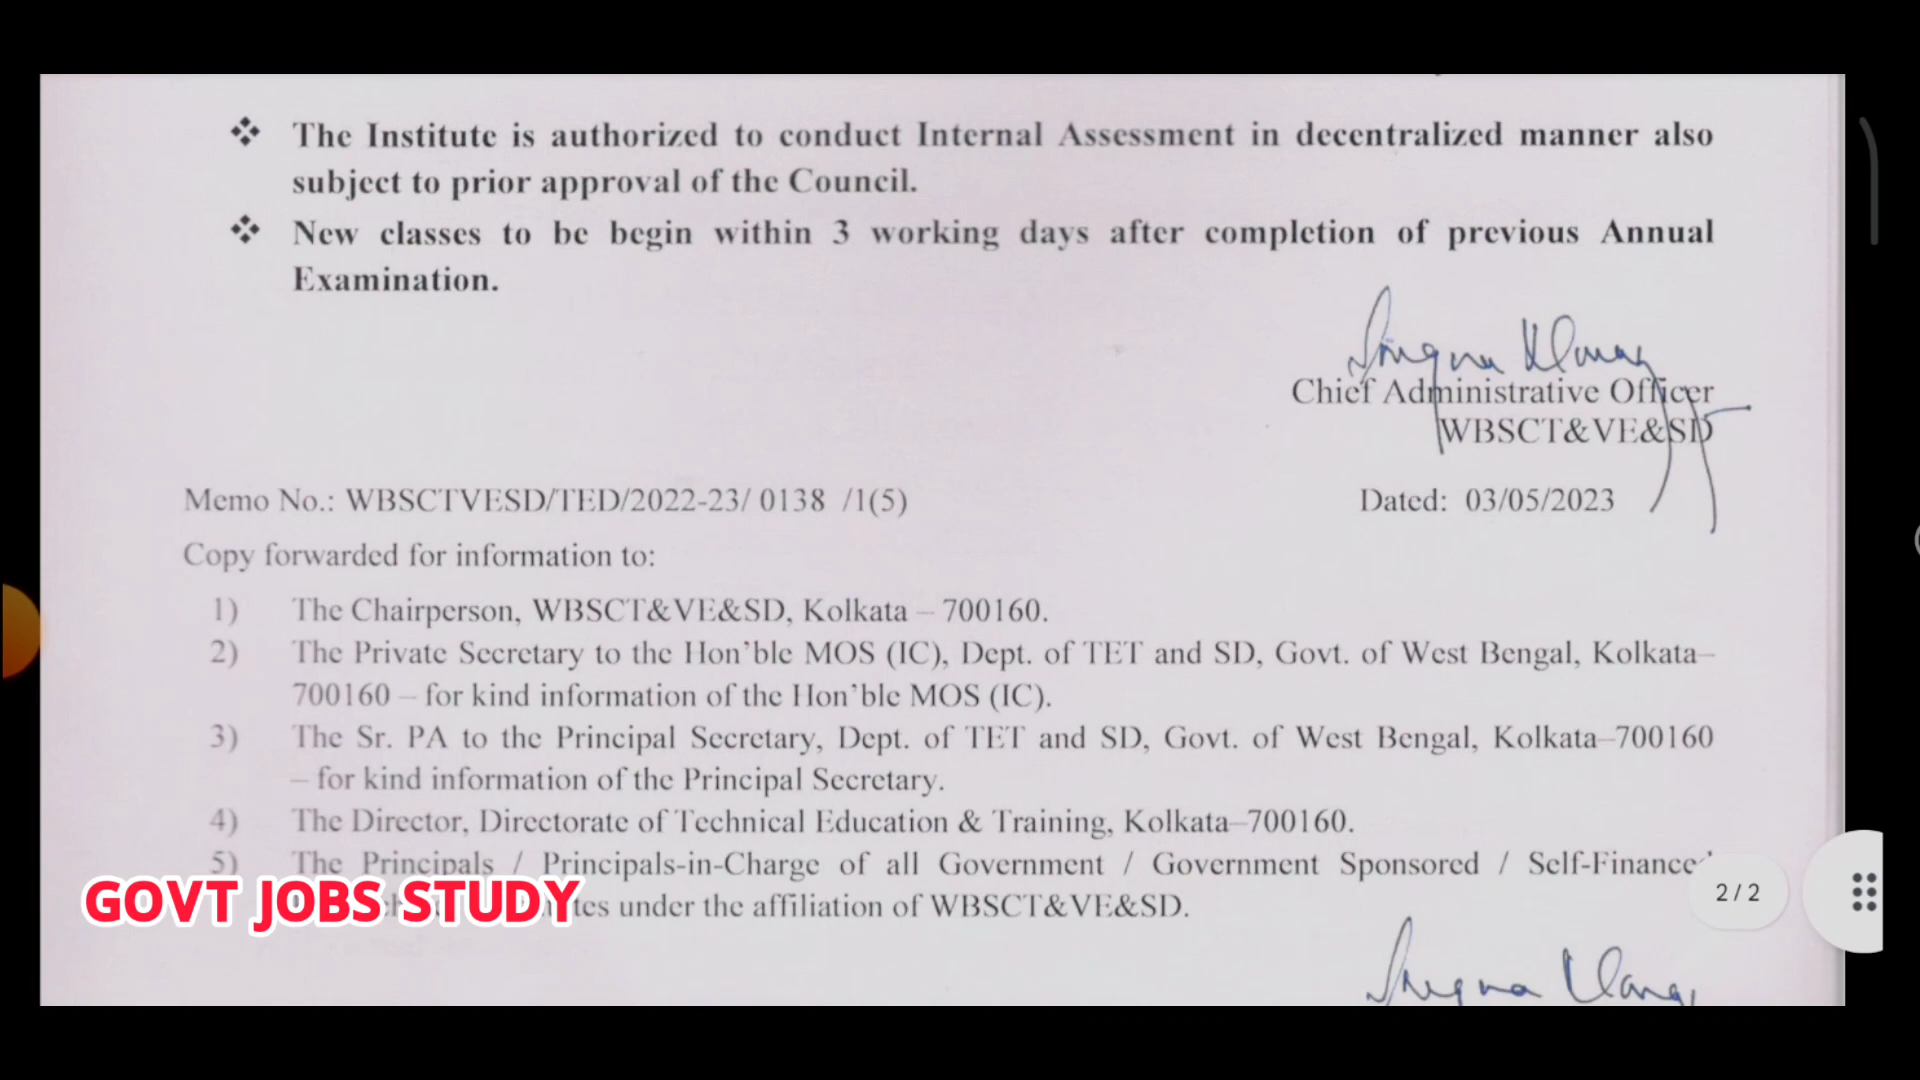 ❖ The Institute is authorized to conduct Internal Assessment in decentralized manner also
subject to prior approval of the Council.
❖ New classes to be begin within 3 working days after completion of previous Annual
Examination.
Chief Administrative Officer
WBSCT&VE&SD
Memo No.: WBSCTVESD/TED/2022-23/ 0138 /1(5)
Dated: 03/05/2023
Copy forwarded for information to:
1) The Chairperson, WBSCT&VE&SD, Kolkata – 700160.
2) The Private Secretary to the Hon’ble MOS (IC), Dept. of TET and SD, Govt. of West Bengal, Kolkata–
700160 – for kind information of the Hon’ble MOS (IC).
3) The Sr. PA to the Principal Secretary, Dept. of TET and SD, Govt. of West Bengal, Kolkata–700160
– for kind information of the Principal Secretary.
4) The Director, Directorate of Technical Education & Training, Kolkata–700160.
5) The Principals / Principals-in-Charge of all Government / Government Sponsored / Self-Finance
under the affiliation of WBSCT&VE&SD.
GOVT JOBS STUDY
2 / 2